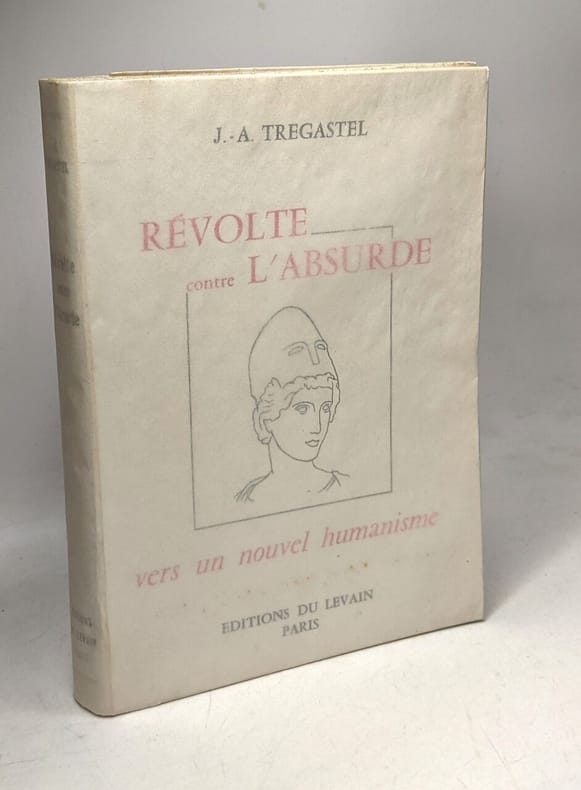 J.-A. TREGASTEL
RÉVOLTE
contre L'ABSURDE
vers un nouvel humanisme
EDITIONS DU LEVAIN
PARIS